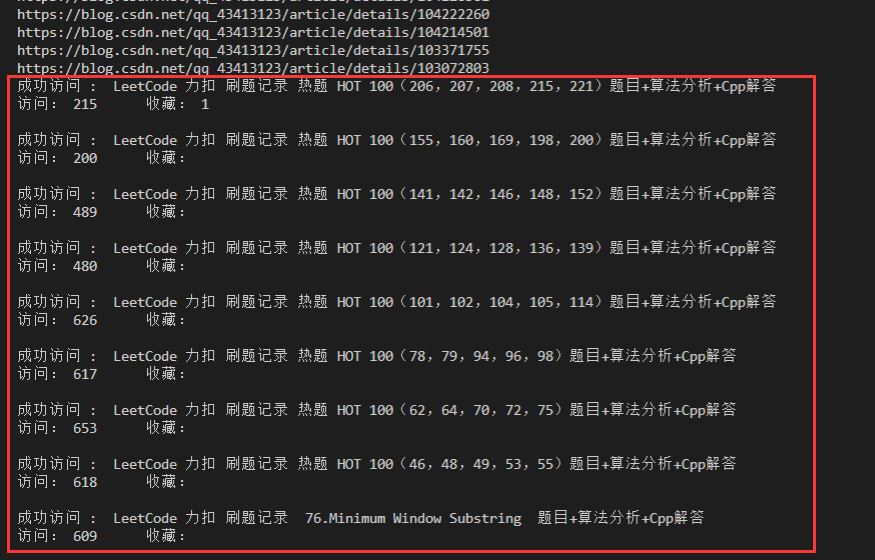 https://blog.csdn.net/qq_43413123/article/details/104222260
https://blog.csdn.net/qq_43413123/article/details/104214501
https://blog.csdn.net/qq_43413123/article/details/103371755
https://blog.csdn.net/qq_43413123/article/details/103072803
成功访问 : LeetCode 力扣 刷题记录 热题 HOT 100（206，207，208，215，221）题目+算法分析+Cpp解答
访问: 215 收藏: 1
成功访问 : LeetCode 力扣 刷题记录 热题 HOT 100（155，160，169，198，200）题目+算法分析+Cpp解答
访问: 200 收藏:
成功访问 : LeetCode 力扣 刷题记录 热题 HOT 100（141，142，146，148，152）题目+算法分析+Cpp解答
访问: 489 收藏:
成功访问 : LeetCode 力扣 刷题记录 热题 HOT 100（121，124，128，136，139）题目+算法分析+Cpp解答
访问: 480 收藏:
成功访问 : LeetCode 力扣 刷题记录 热题 HOT 100（101，102，104，105，114）题目+算法分析+Cpp解答
访问: 626 收藏:
成功访问 : LeetCode 力扣 刷题记录 热题 HOT 100（78，79，94，96，98）题目+算法分析+Cpp解答
访问: 617 收藏:
成功访问 : LeetCode 力扣 刷题记录 热题 HOT 100（62，64，70，72，75）题目+算法分析+Cpp解答
访问: 653 收藏:
成功访问 : LeetCode 力扣 刷题记录 热题 HOT 100（46，48，49，53，55）题目+算法分析+Cpp解答
访问: 618 收藏:
成功访问 : LeetCode 力扣 刷题记录 76.Minimum Window Substring 题目+算法分析+Cpp解答
访问: 609 收藏: